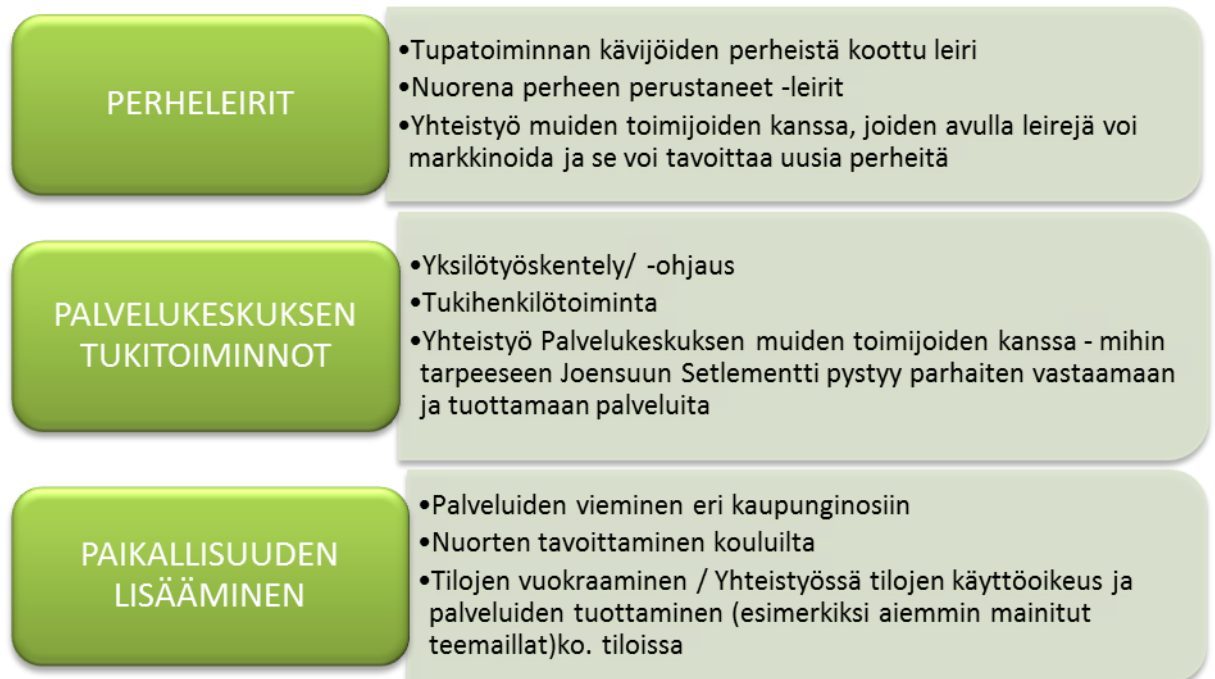 PERHELEIRIT
•Tupatoiminnan kävijöiden perheistä koottu leiri
•Nuorena perheen perustaneet -leirit
•Yhteistyö muiden toimijoiden kanssa, joiden avulla leirejä voi
markkinoida ja se voi tavoittaa uusia perheitä
PALVELUKESKUKSEN
TUKITOIMINNOT
•Yksilötyöskentely/ -ohjaus
•Tukihenkilötoiminta
•Yhteistyö Palvelukeskuksen muiden toimijoiden kanssa - mihin
tarpeeseen Joensuun Setlementti pystyy parhaiten vastaamaan
ja tuottamaan palveluita
PAIKALLISUUDEN
LISÄÄMINEN
•Palveluiden vieminen eri kaupunginosiin
•Nuorten tavoittaminen kouluilta
•Tilojen vuokraaminen / Yhteistyössä tilojen käyttöoikeus ja
palveluiden tuottaminen (esimerkiksi aiemmin mainitut
teemaillat)ko. tiloissa